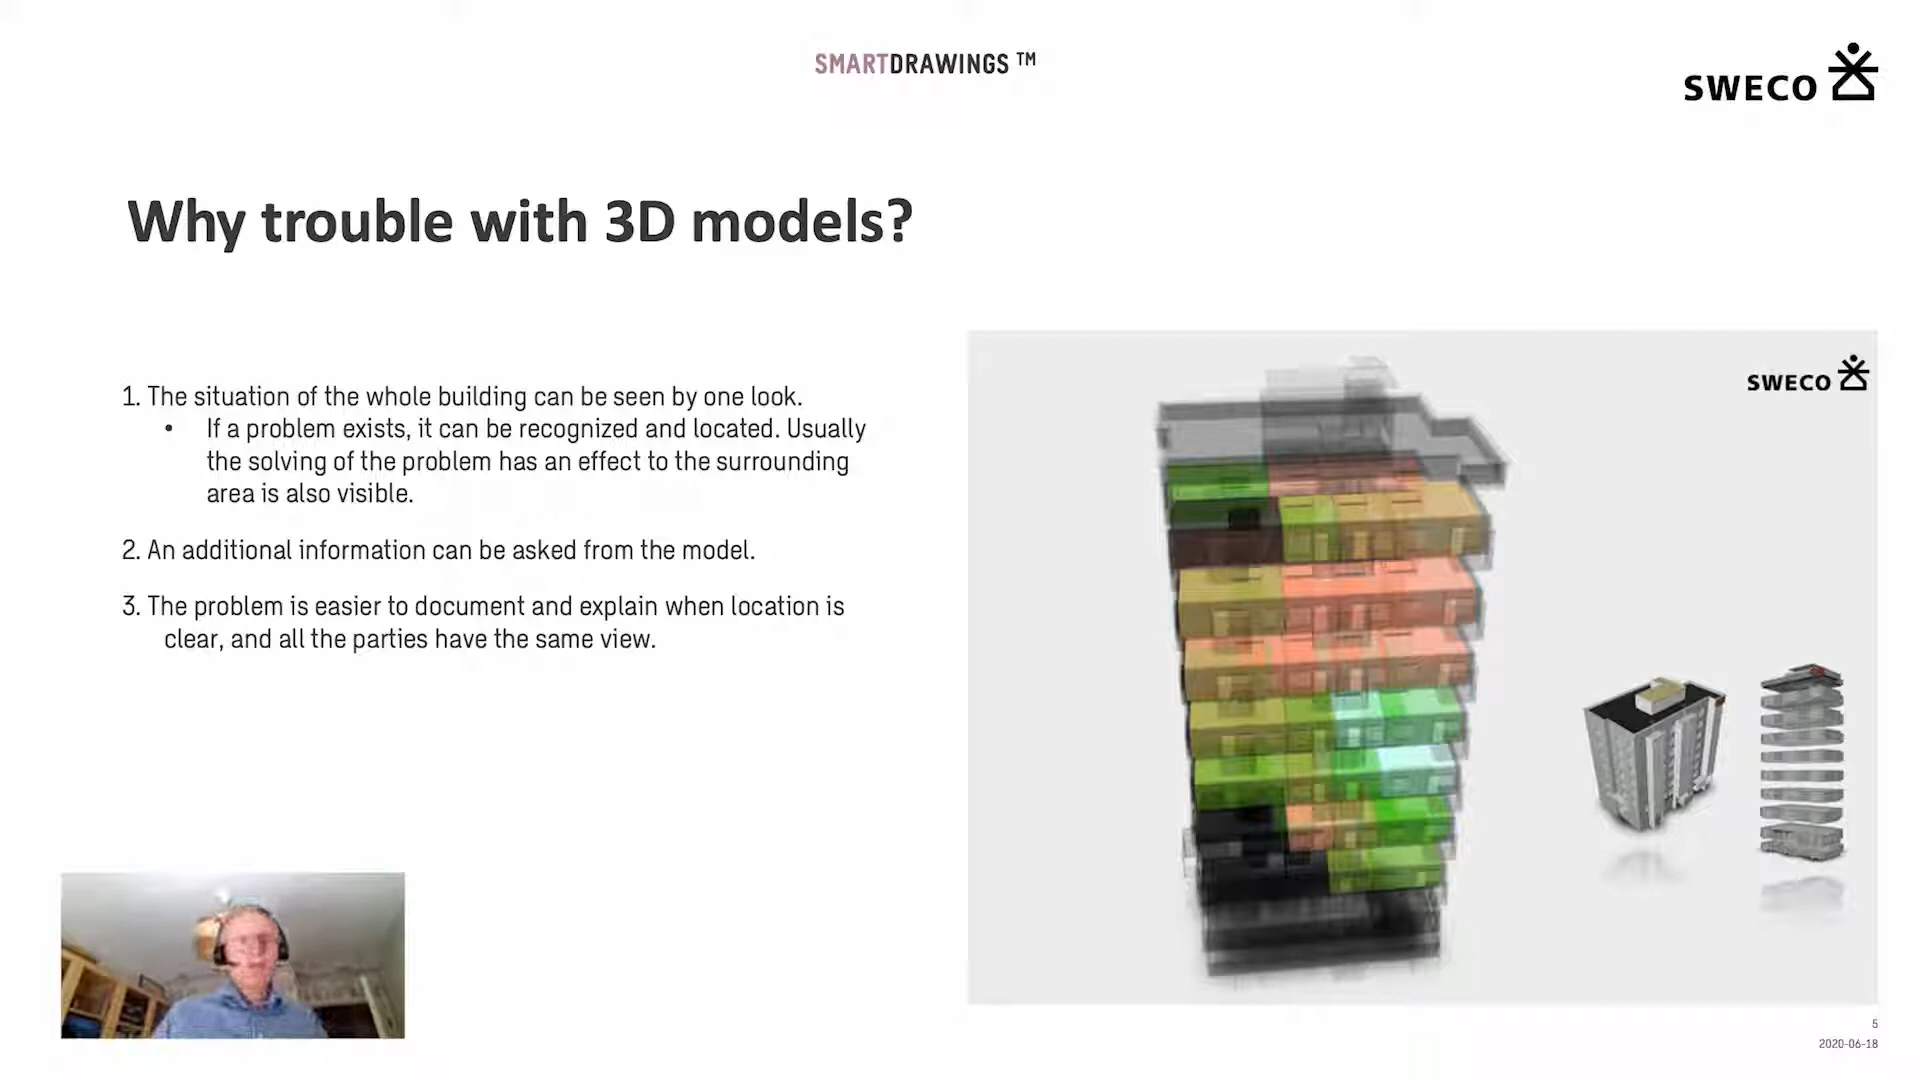 SMARTDRAWINGS ™
SWECO
Why trouble with 3D models?
1. The situation of the whole building can be seen by one look.
• If a problem exists, it can be recognized and located. Usually
the solving of the problem has an effect to the surrounding
area is also visible.
2. An additional information can be asked from the model.
3. The problem is easier to document and explain when location is
clear, and all the parties have the same view.
SWECO
5
2020-06-18